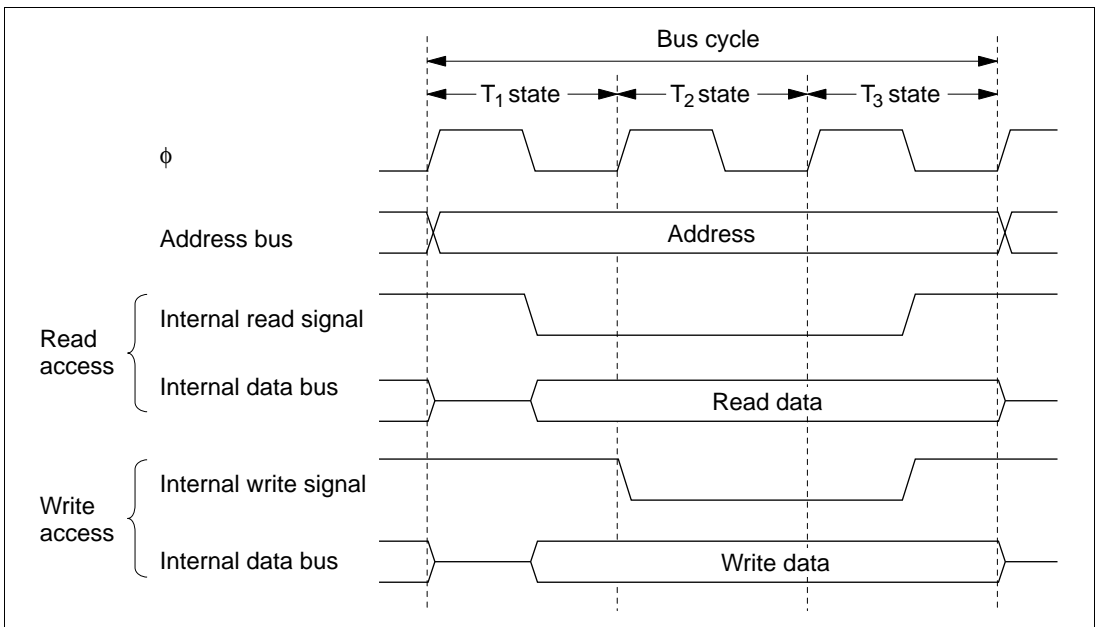 Bus cycle
T₁ state
T₂ state
T₃ state
ϕ
Address bus
Address
Read
access
Internal read signal
Internal data bus
Read data
Write
access
Internal write signal
Internal data bus
Write data